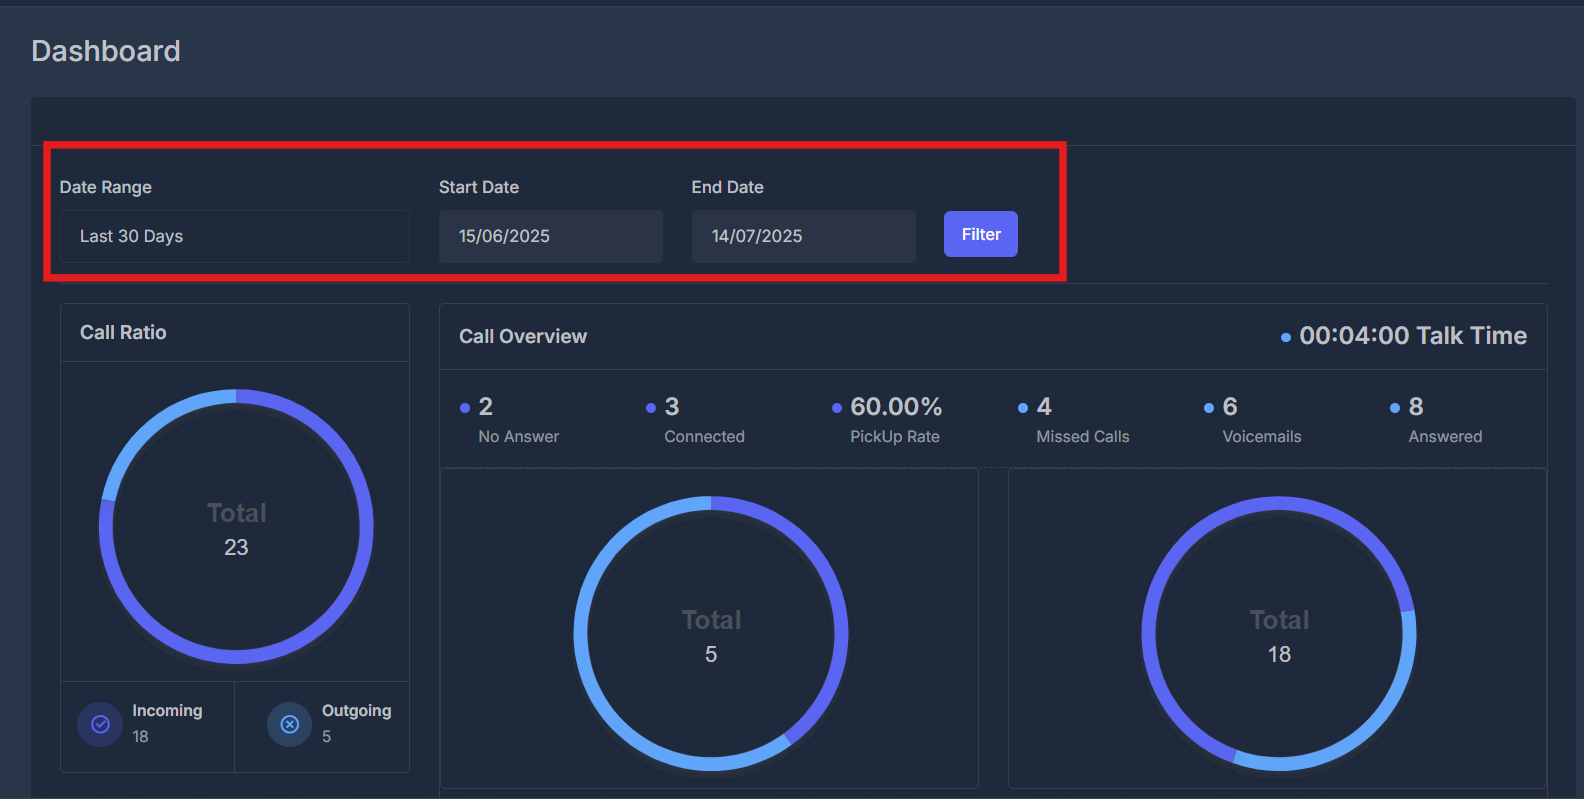 Dashboard
Date Range
Start Date
End Date
Last 30 Days
15/06/2025
14/07/2025
Filter
Call Ratio
Total
23
Incoming
18
Outgoing
5
Call Overview
00:04:00 Talk Time
2
No Answer
3
Connected
60.00%
PickUp Rate
4
Missed Calls
6
Voicemails
8
Answered
Total
5
Total
18